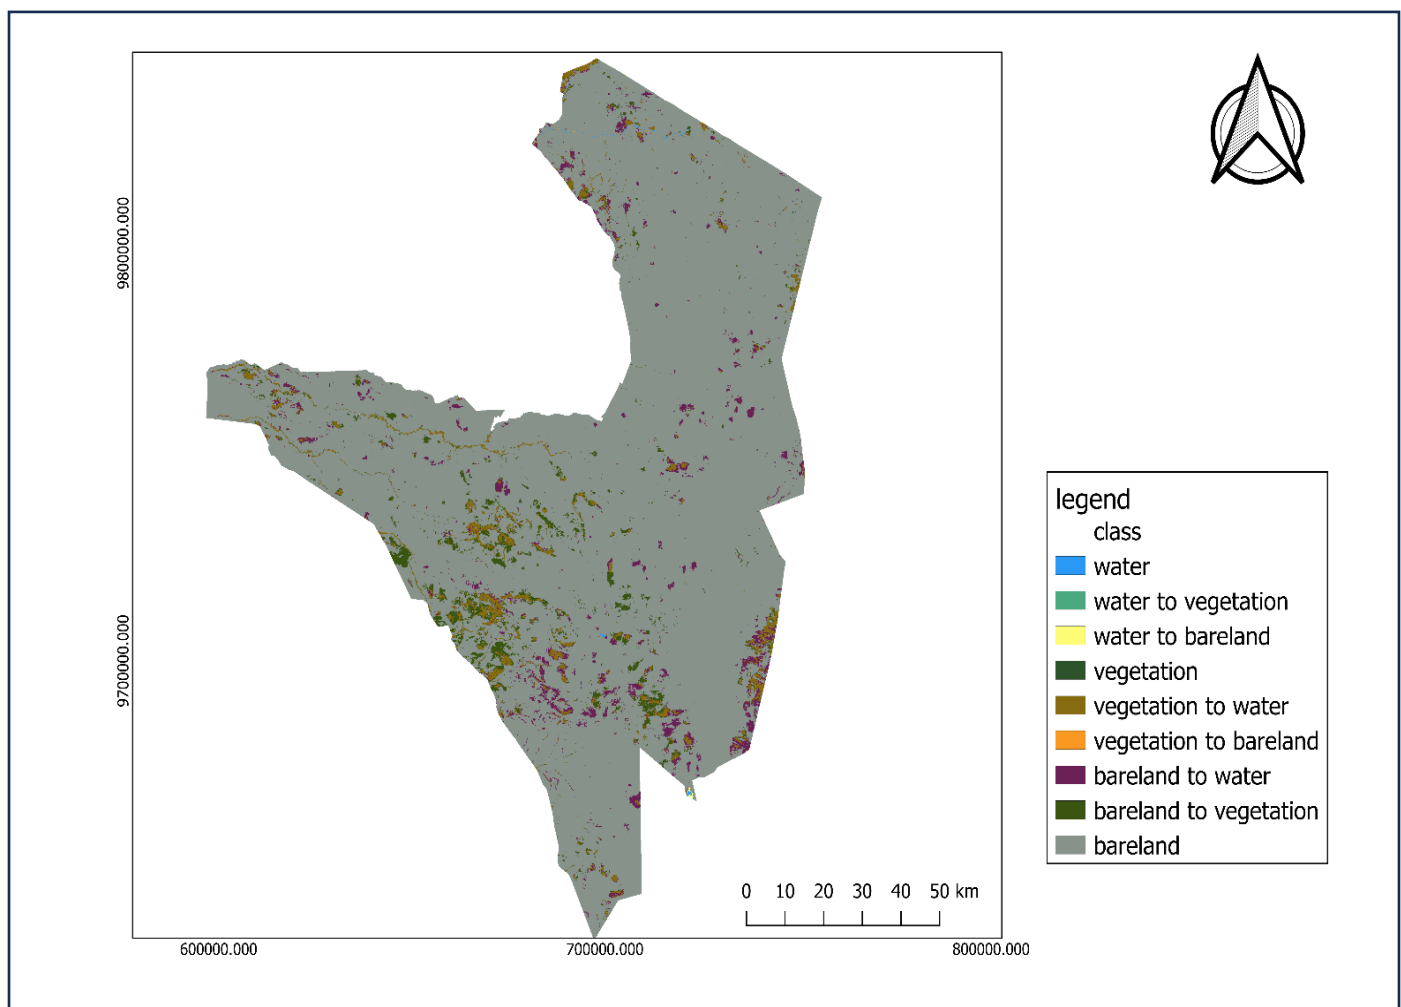 9800000.000
9700000.000
legend
class
water
water to vegetation
water to bareland
vegetation
vegetation to water
vegetation to bareland
bareland to water
bareland to vegetation
bareland
0 10 20 30 40 50 km
600000.000 700000.000 800000.000